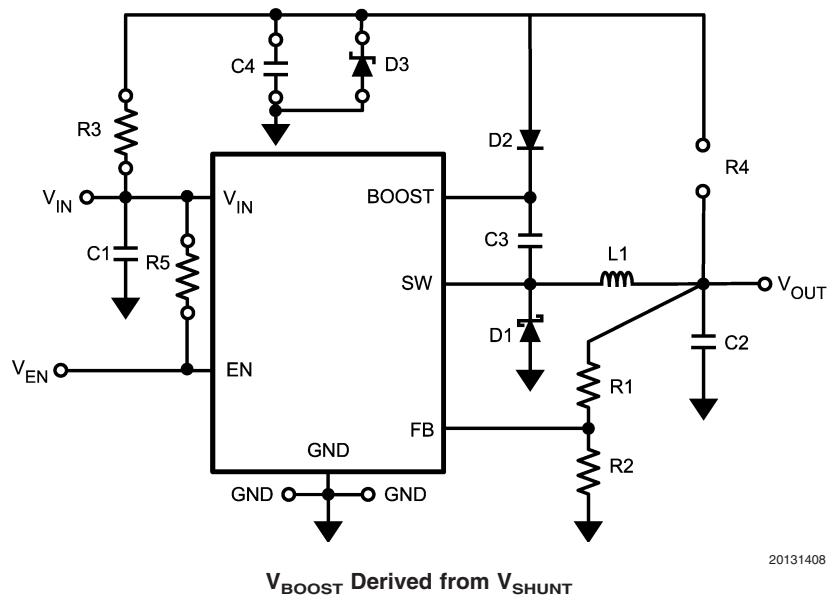 C4
D3
R3
D2
R4
VIN
VIN
BOOST
C1
R5
C3
L1
SW
VOUT
D1
C2
VEN
EN
R1
FB
GND
R2
GND
GND
20131408
VBOOST Derived from VSHUNT